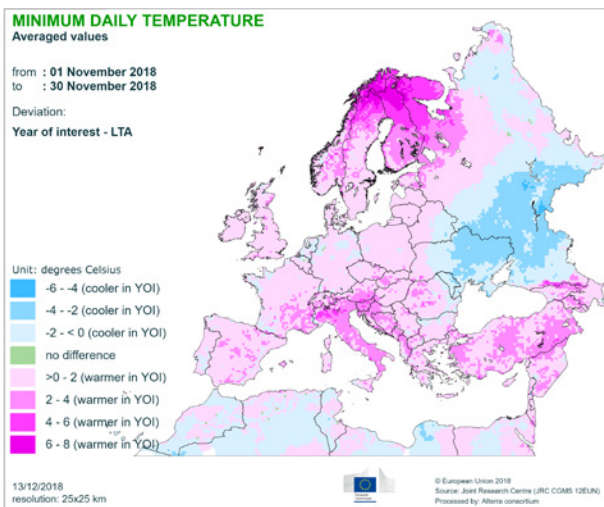 MINIMUM DAILY TEMPERATURE
Averaged values
from : 01 November 2018
to : 30 November 2018
Deviation:
Year of interest - LTA
Unit: degrees Celsius
-6 - -4 (cooler in YOI)
-4 - -2 (cooler in YOI)
-2 - < 0 (cooler in YOI)
no difference
>0 - 2 (warmer in YOI)
2 - 4 (warmer in YOI)
4 - 6 (warmer in YOI)
6 - 8 (warmer in YOI)
13/12/2018
resolution: 25x25 km
© European Union 2018
Source: Joint Research Centre (JRC CGMS 12EUN)
Processed by: Alterra consortium